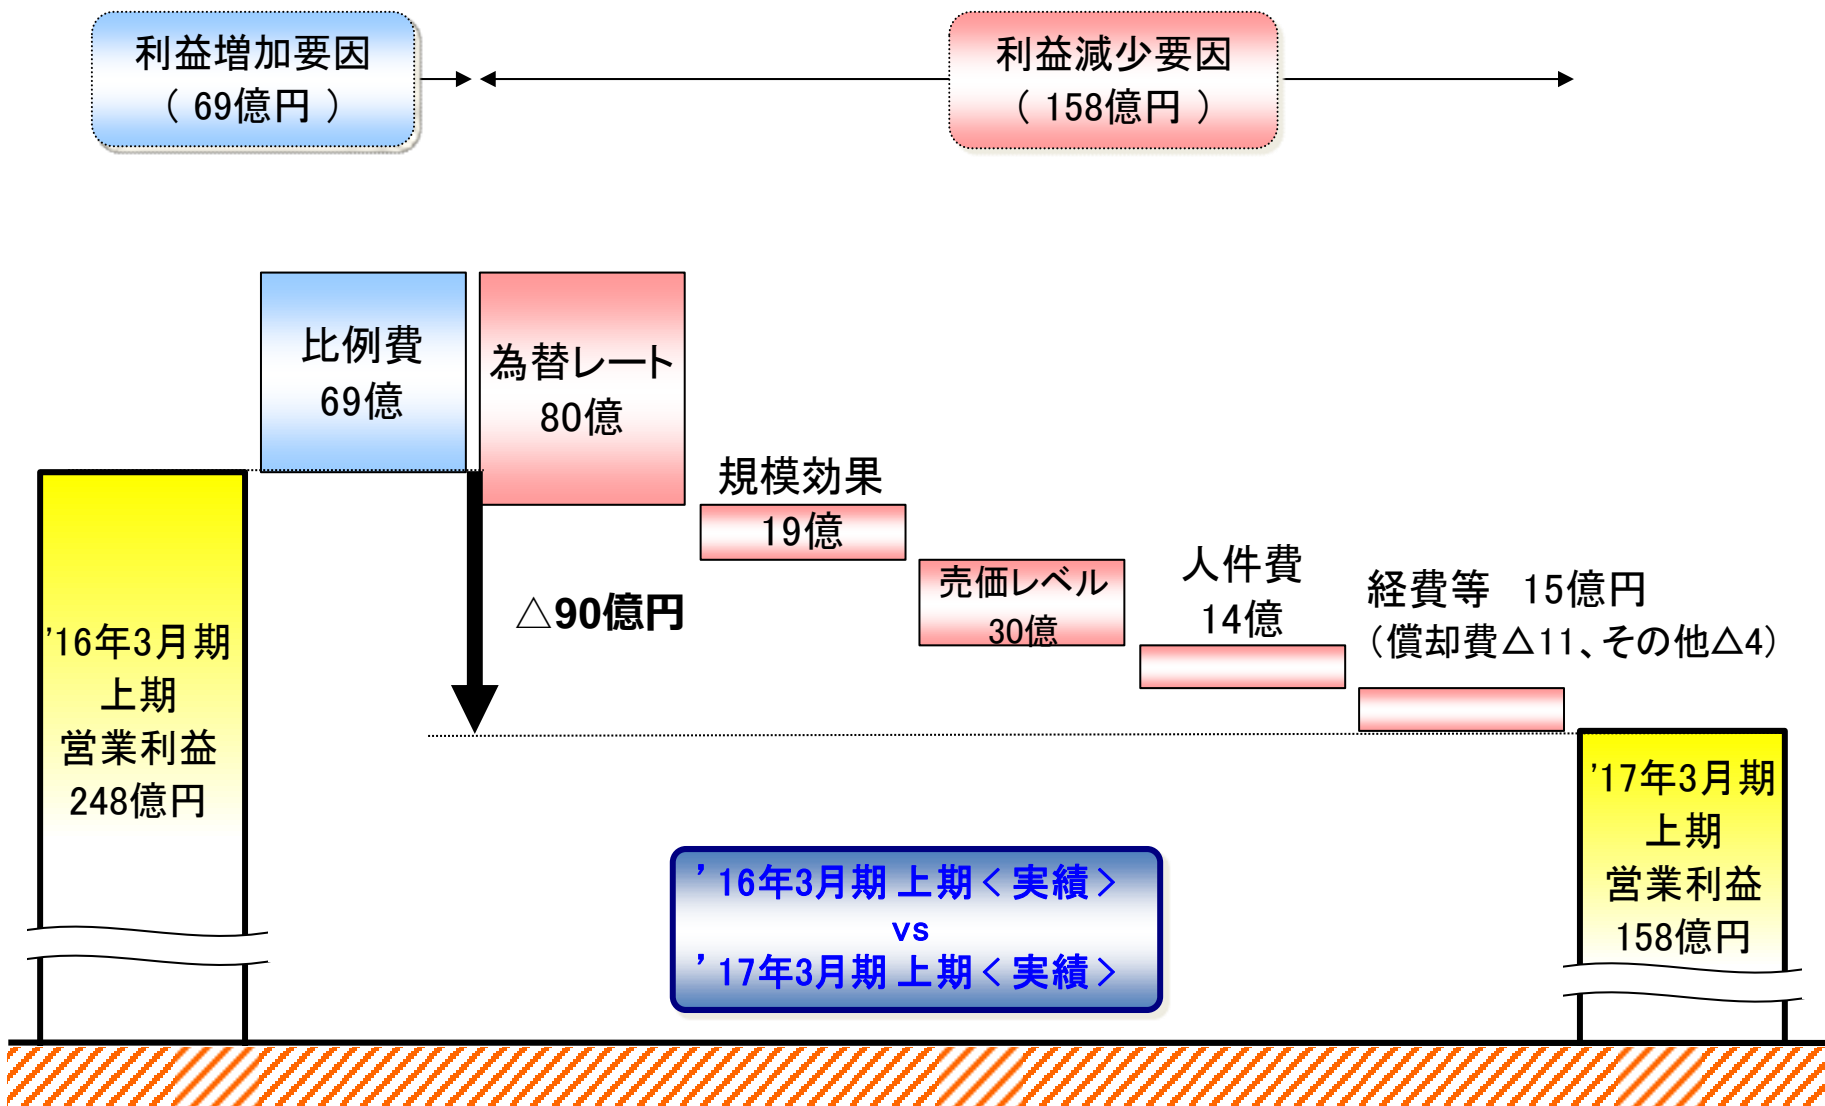 利益増加要因
（ 69億円 ）
利益減少要因
（ 158億円 ）
比例費
69億
為替レート
80億
規模効果
19億
売価レベル
30億
人件費
14億
経費等　15億円
（償却費△11、その他△4）
△90億円
’16年3月期
上期
営業利益
248億円
’17年3月期
上期
営業利益
158億円
’16年3月期 上期＜実績＞
vs
’17年3月期 上期＜実績＞